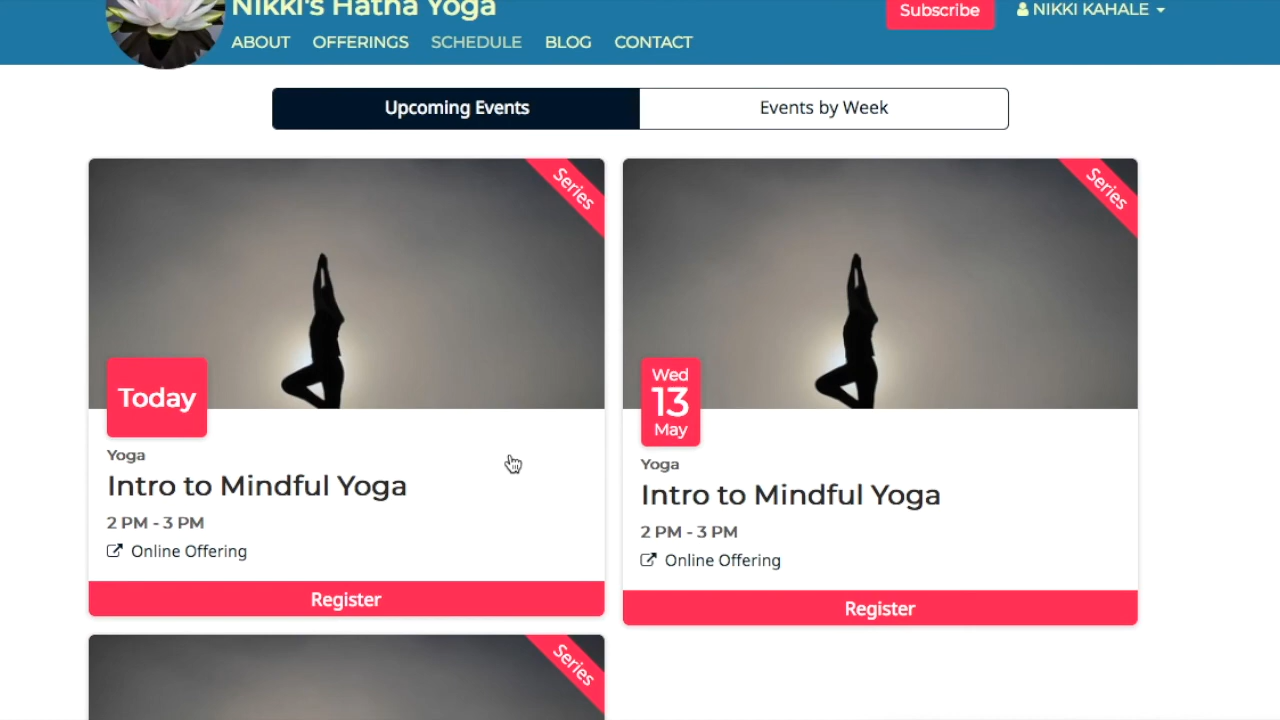 Nikki's Hatha Yoga
Subscribe
NIKKI KAHALE
ABOUT OFFERINGS SCHEDULE BLOG CONTACT
Upcoming Events
Events by Week
Series
Today
Yoga
Intro to Mindful Yoga
2 PM - 3 PM
Online Offering
Register
Series
Wed
13
May
Yoga
Intro to Mindful Yoga
2 PM - 3 PM
Online Offering
Register
Series